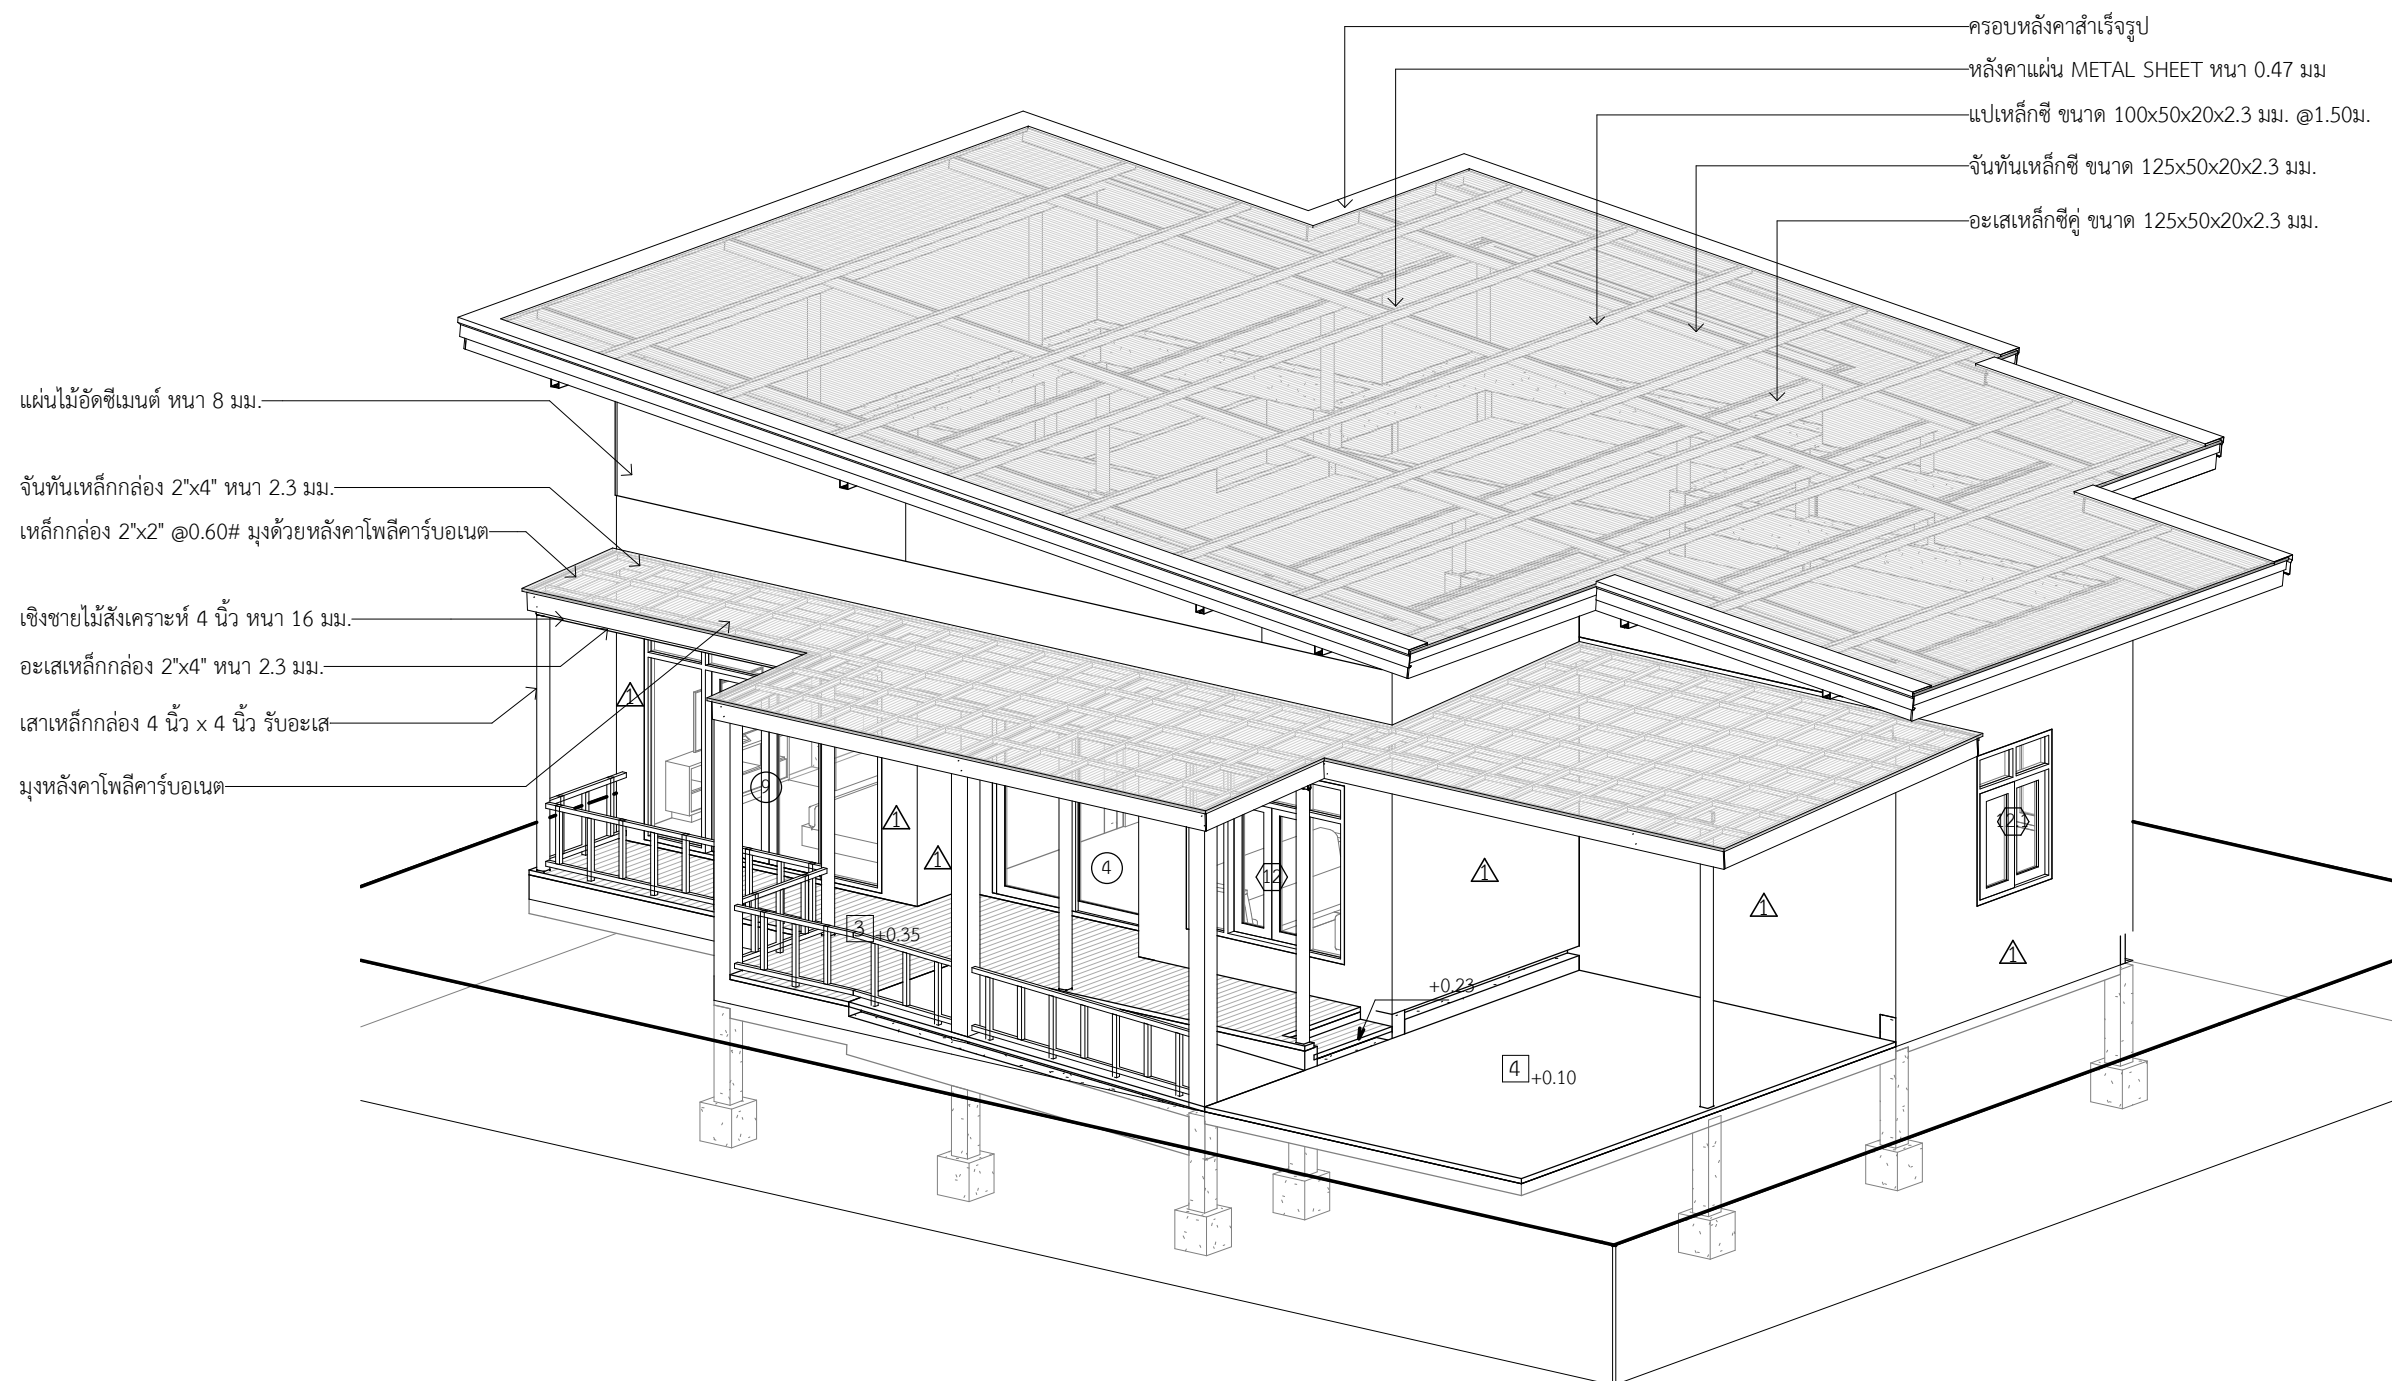 ครอบหลังคาสำเร็จรูป
หลังคาแผ่น METAL SHEET หนา 0.47 มม
แปเหล็กซี ขนาด 100x50x20x2.3 มม. @1.50ม.
จันทันเหล็กซี ขนาด 125x50x20x2.3 มม.
อะเสเหล็กซีคู่ ขนาด 125x50x20x2.3 มม.
แผ่นไม้อัดซีเมนต์ หนา 8 มม.
จันทันเหล็กกล่อง 2"x4" หนา 2.3 มม.
เหล็กกล่อง 2"x2" @0.60# มุงด้วยหลังคาโพลีคาร์บอเนต
เชิงชายไม้สังเคราะห์ 4 นิ้ว หนา 16 มม.
อะเสเหล็กกล่อง 2"x4" หนา 2.3 มม.
เสาเหล็กกล่อง 4 นิ้ว x 4 นิ้ว รับอะเส
มุงหลังคาโพลีคาร์บอเนต
1
9
1
1
4
12
1
1
1
3 +0.35
+0.23
4 +0.10